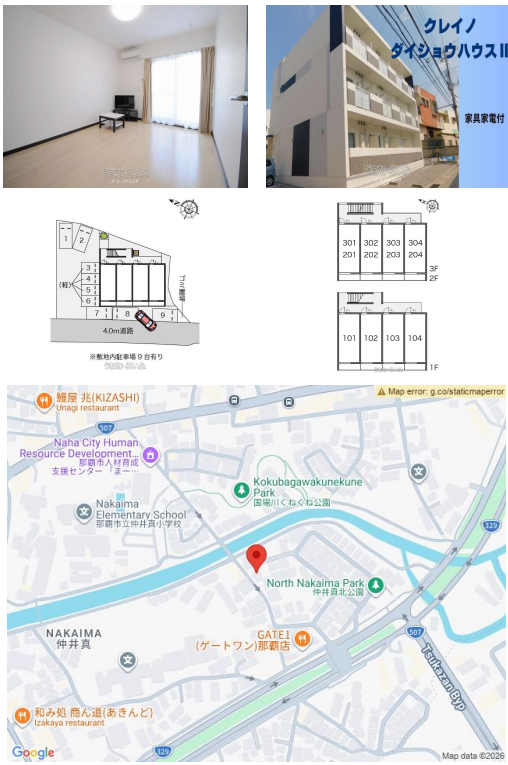 クレイノ
ダイショウハウスⅡ
家具家電付
N
1
2
3
4
5
6
(軽)
7
8
9
4.0m道路
※敷地内駐車場9台有り
N
301
201
302
202
303
203
304
204
3F
2F
101
102
103
104
1F
Map error: g.co/staticmaperror
鰻屋 兆(KIZASHI)
Unagi restaurant
507
Naha City Human
Resource Development...
那覇市人材育成
支援センター 「まー…
Kokubagawakunekune
Park
国場川くねくね公園
Nakaima
Elementary School
那覇市立仲井真小学校
329
North Nakaima Park
仲井真北公園
NAKAIMA
仲井真
GATE1
(ゲートワン)那覇店
507
Tsukazan Byp
和み処 商ん道(あきんど)
Izakaya restaurant
329
Google
Map data ©2026